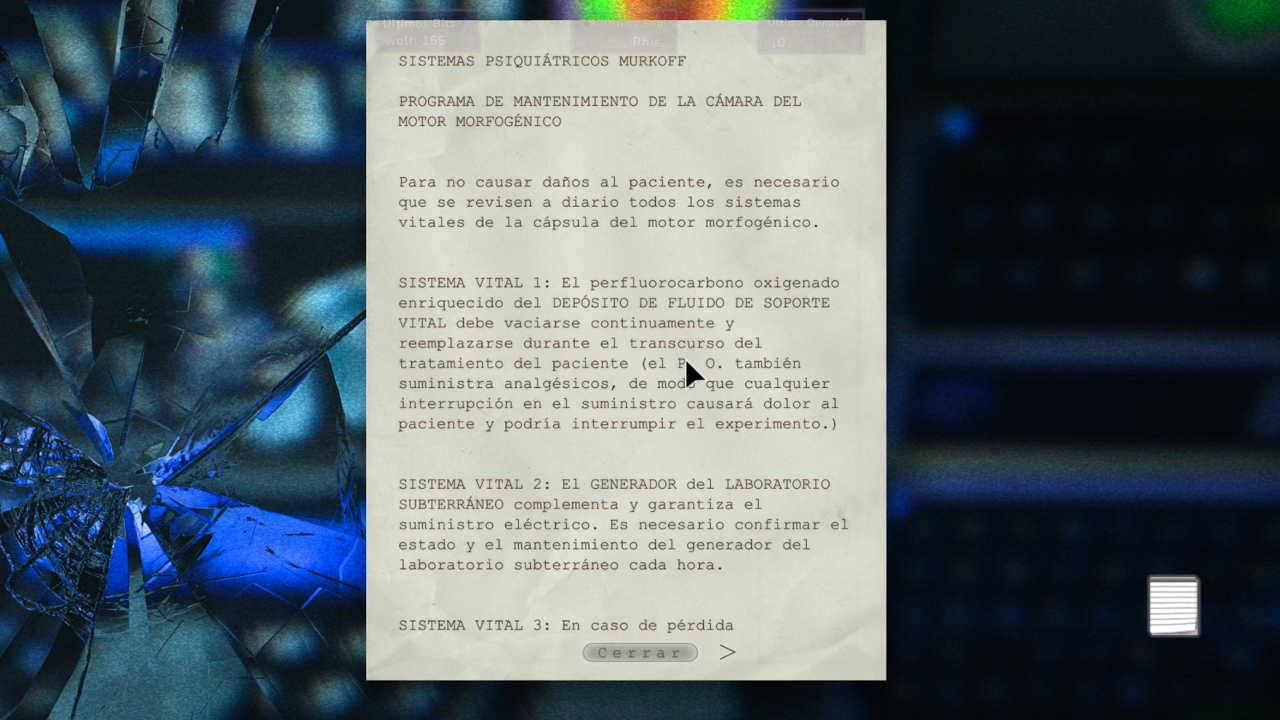 wolf: 155
Rhis_
SISTEMAS PSIQUIÁTRICOS MURKOFF
PROGRAMA DE MANTENIMIENTO DE LA CÁMARA DEL
MOTOR MORFOGÉNICO
Para no causar daños al paciente, es necesario
que se revisen a diario todos los sistemas
vitales de la cápsula del motor morfogénico.
SISTEMA VITAL 1: El perfluorocarbono oxigenado
enriquecido del DEPÓSITO DE FLUIDO DE SOPORTE
VITAL debe vaciarse continuamente y
reemplazarse durante el transcurso del
tratamiento del paciente (el P. O. también
suministra analgésicos, de modo que cualquier
interrupción en el suministro causará dolor al
paciente y podría interrumpir el experimento.)
SISTEMA VITAL 2: El GENERADOR del LABORATORIO
SUBTERRÁNEO complementa y garantiza el
suministro eléctrico. Es necesario confirmar el
estado y el mantenimiento del generador del
laboratorio subterráneo cada hora.
SISTEMA VITAL 3: En caso de pérdida
Cerrar >